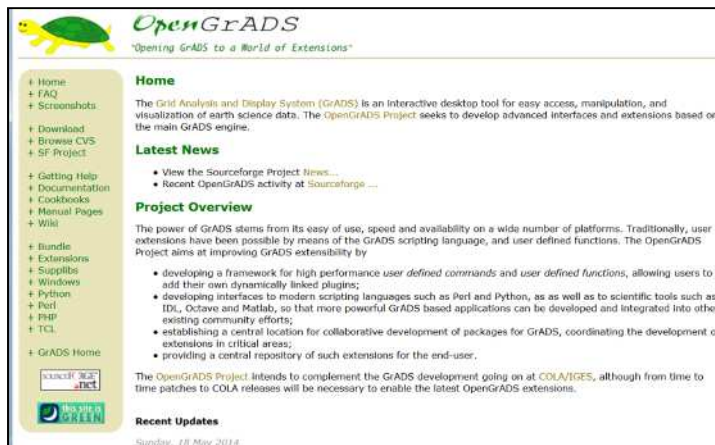 OpenGrADS
"Opening GrADS to a World of Extensions"
+ Home
+ FAQ
+ Screenshots
+ Download
+ Browse CVS
+ SF Project
+ Getting Help
+ Documentation
+ Cookbooks
+ Manual Pages
+ Wiki
+ Bundle
+ Extensions
+ Supplibs
+ Windows
+ Python
+ Perl
+ PHP
+ TCL
+ GrADS Home
SOURCEFORGE
.net
this site is
GREEN
Home
The Grid Analysis and Display System (GrADS) is an interactive desktop tool for easy access, manipulation, and
visualization of earth science data. The OpenGrADS Project seeks to develop advanced interfaces and extensions based on
the main GrADS engine.
Latest News
• View the Sourceforge Project News...
• Recent OpenGrADS activity at Sourceforge ...
Project Overview
The power of GrADS stems from its easy of use, speed and availability on a wide number of platforms. Traditionally, user
extensions have been possible by means of the GrADS scripting language, and user defined functions. The OpenGrADS
Project aims at improving GrADS extensibility by
• developing a framework for high performance user defined commands and user defined functions, allowing users to
add their own dynamically linked plugins;
• developing interfaces to modern scripting languages such as Perl and Python, as as well as to scientific tools such as
IDL, Octave and Matlab, so that more powerful GrADS based applications can be developed and integrated into othe
existing community efforts;
• establishing a central location for collaborative development of packages for GrADS, coordinating the development o
extensions in critical areas;
• providing a central repository of such extensions for the end-user.
The OpenGrADS Project intends to complement the GrADS development going on at COLA/IGES, although from time to
time patches to COLA releases will be necessary to enable the latest OpenGrADS extensions.
Recent Updates
Sunday, 18 May 2014